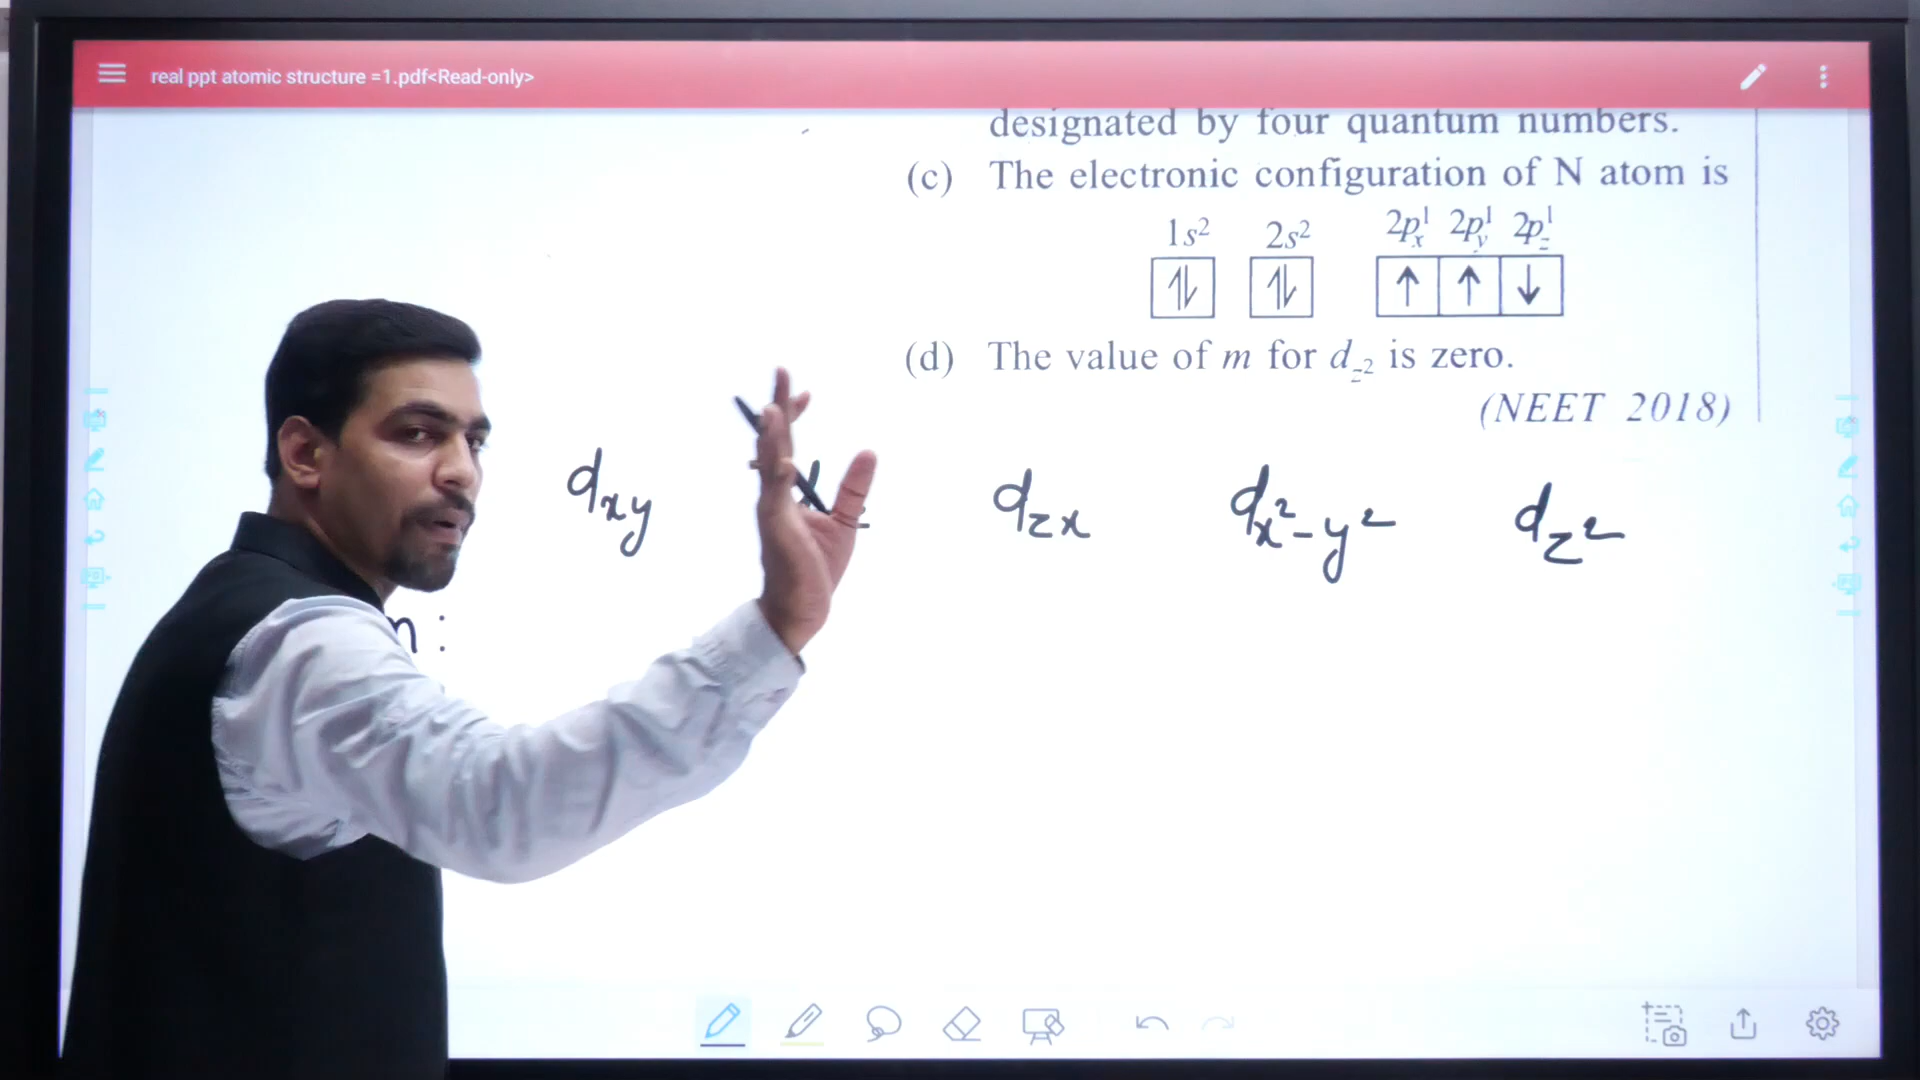 real ppt atomic structure =1.pdf<Read-only>
designated by four quantum numbers.
(c) The electronic configuration of N atom is
1s² 2s² 2pₓ¹ 2p_y¹ 2p_z¹
⥮ ⥮ ↑ ↑ ↓
(d) The value of m for d_z² is zero.
(NEET 2018)
d_xy d_zx d_x²-y² d_z²
m :